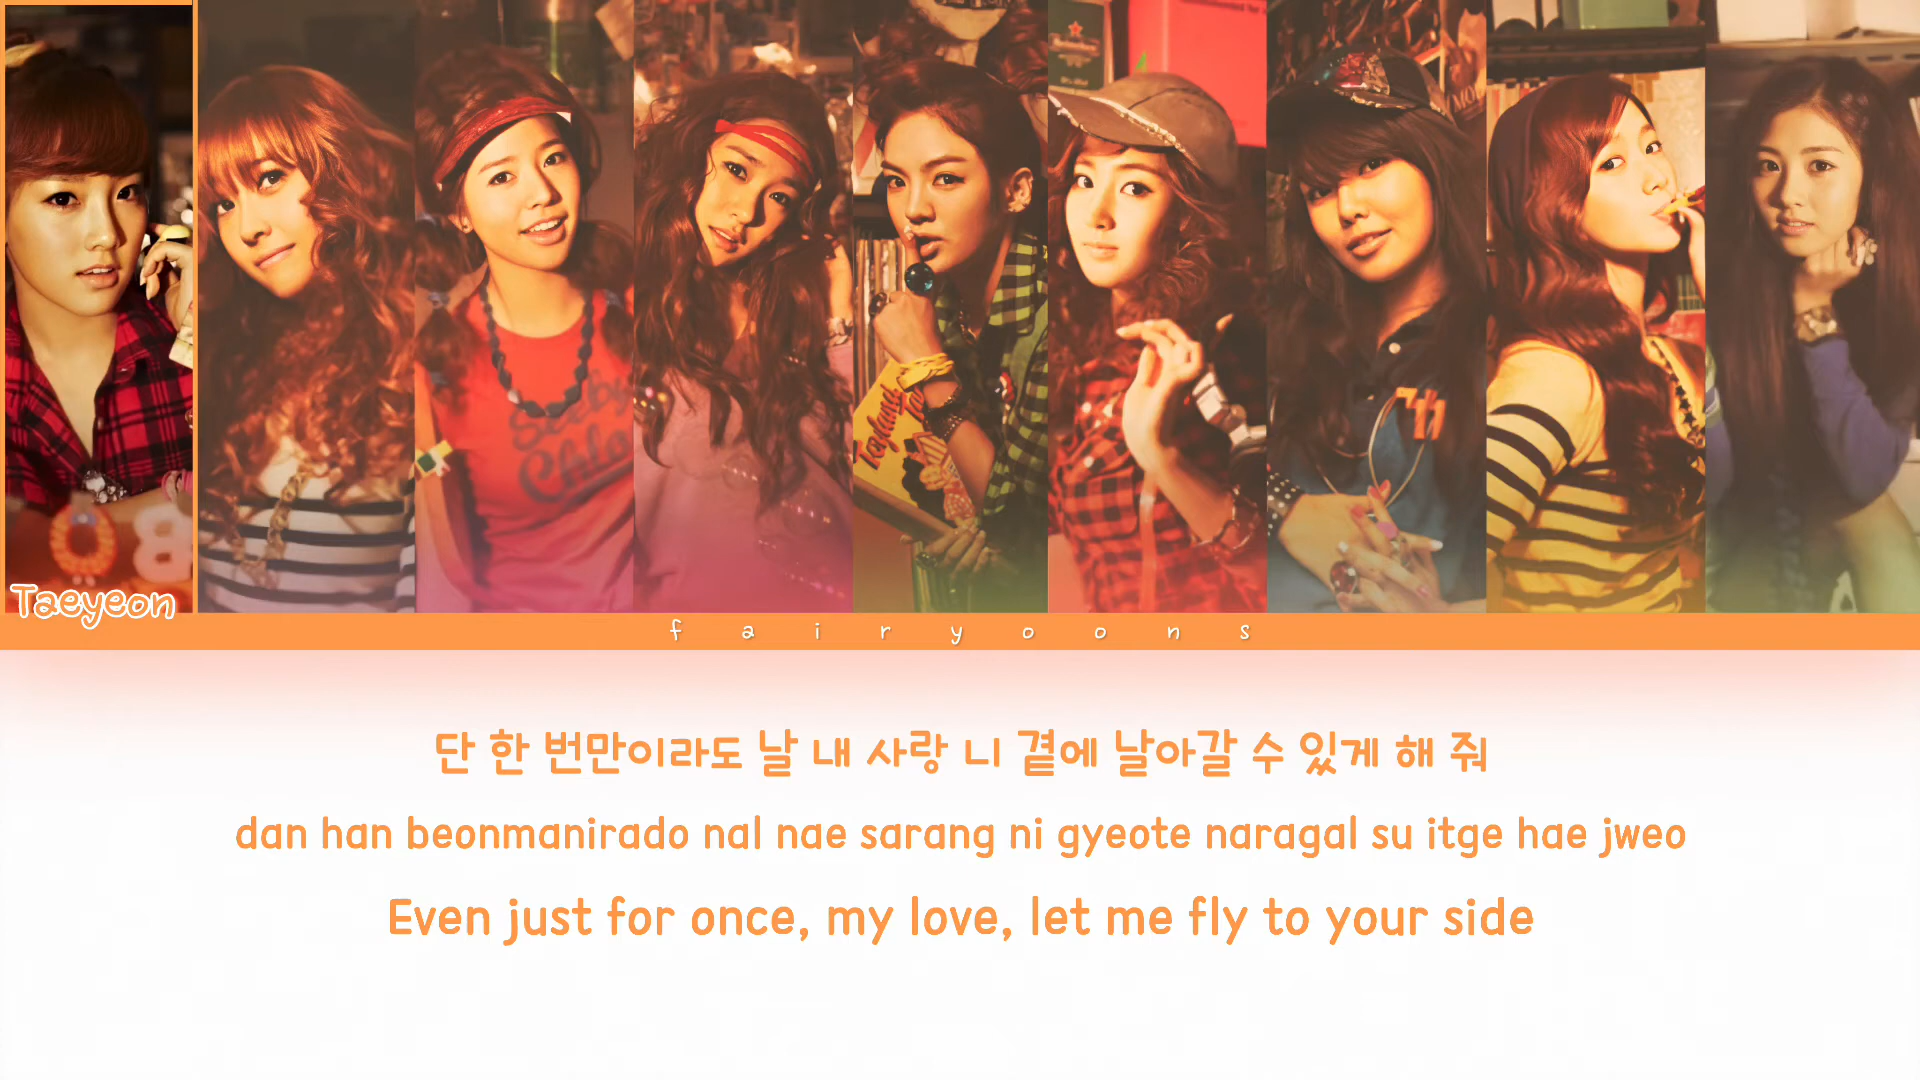 Taeyeon
f a i r y o o n s
단 한 번만이라도 날 내 사랑 니 곁에 날아갈 수 있게 해 줘
dan han beonmanirado nal nae sarang ni gyeote naragal su itge hae jweo
Even just for once, my love, let me fly to your side